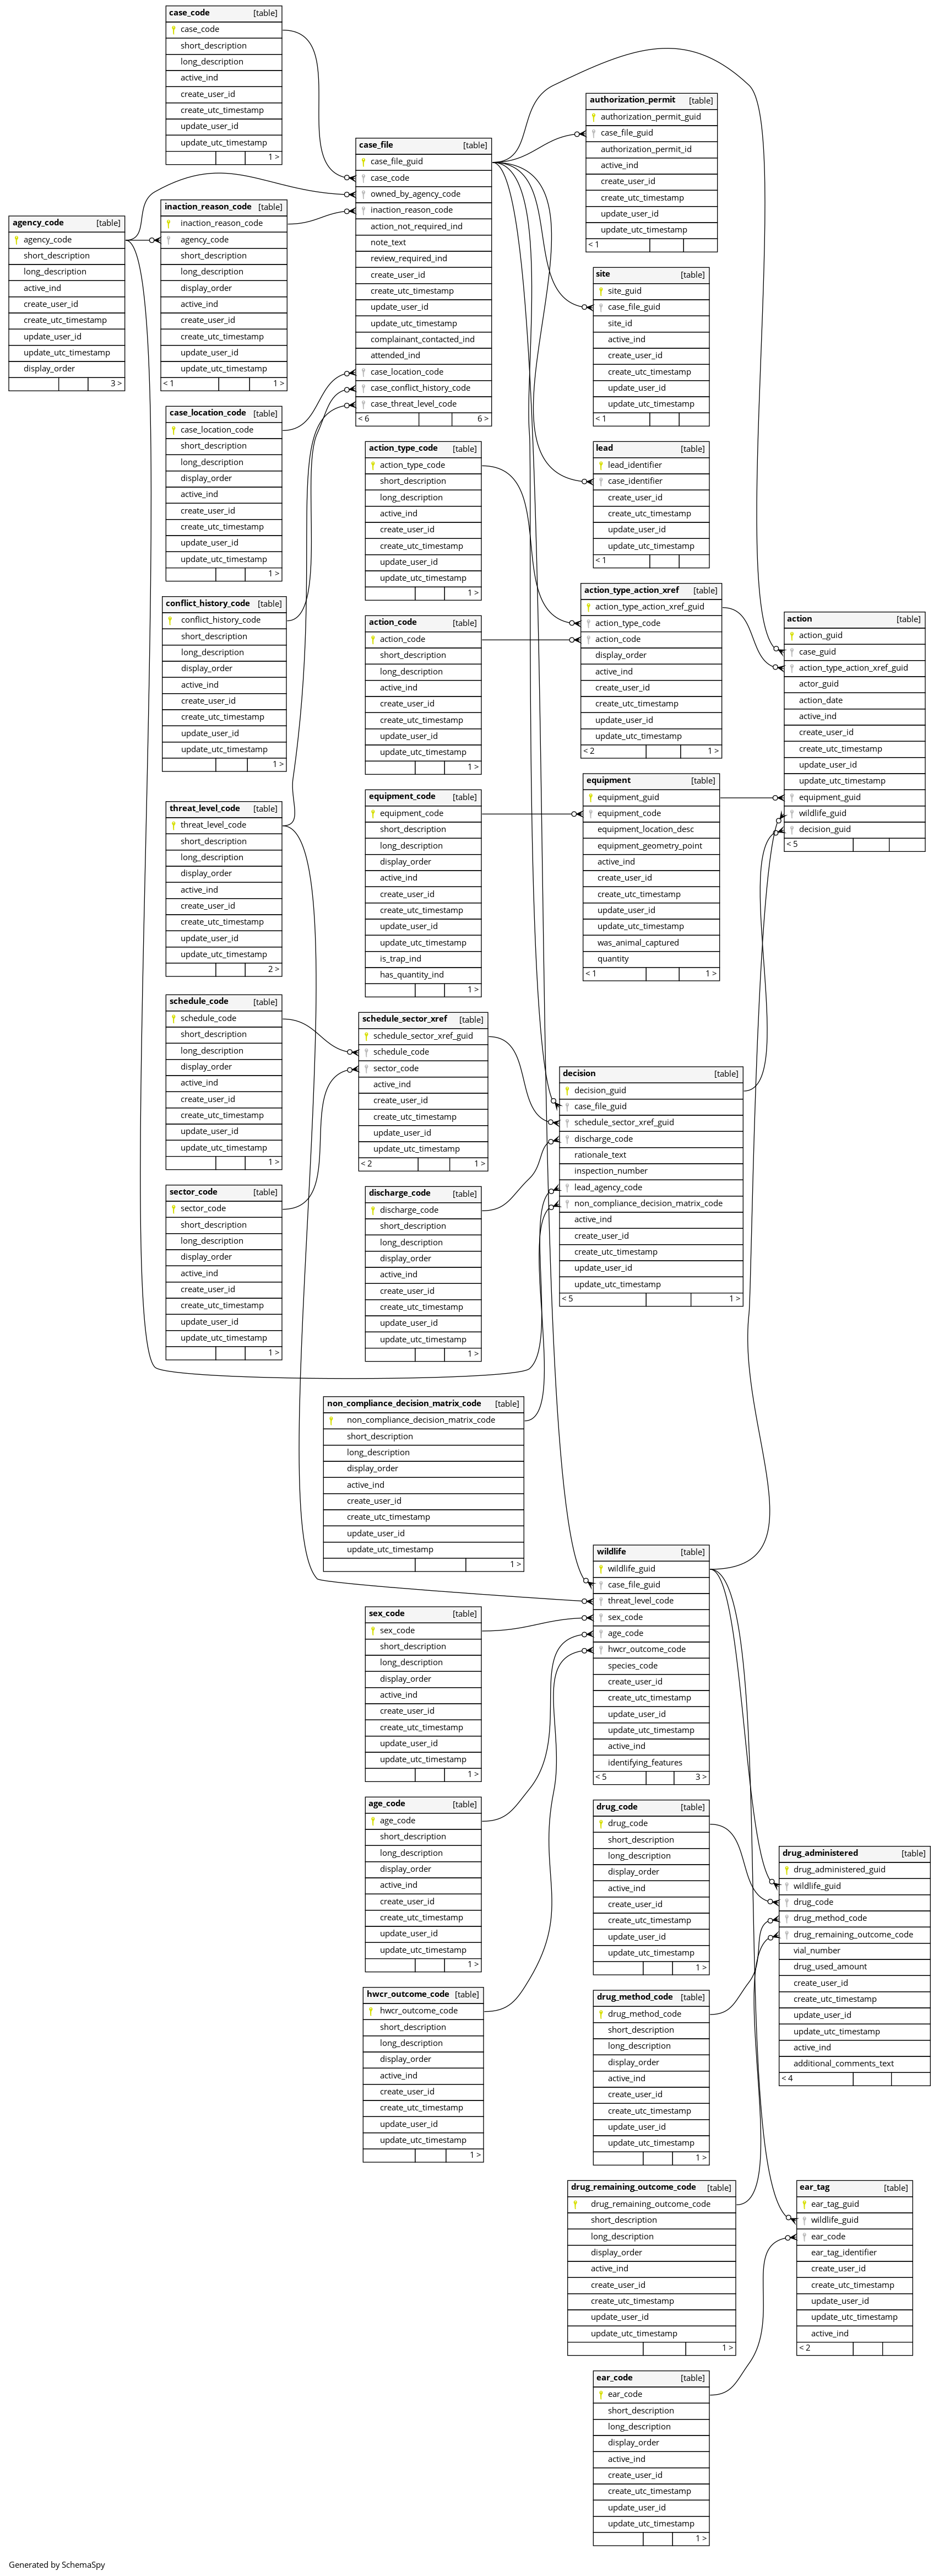 case_code [table]
case_code
short_description
long_description
active_ind
create_user_id
create_utc_timestamp
update_user_id
update_utc_timestamp
1 >
agency_code [table]
agency_code
short_description
long_description
active_ind
create_user_id
create_utc_timestamp
update_user_id
update_utc_timestamp
display_order
3 >
inaction_reason_code [table]
inaction_reason_code
agency_code
short_description
long_description
display_order
active_ind
create_user_id
create_utc_timestamp
update_user_id
update_utc_timestamp
< 1 1 >
case_file [table]
case_file_guid
case_code
owned_by_agency_code
inaction_reason_code
action_not_required_ind
note_text
review_required_ind
create_user_id
create_utc_timestamp
update_user_id
update_utc_timestamp
complainant_contacted_ind
attended_ind
case_location_code
case_conflict_history_code
case_threat_level_code
< 6 6 >
authorization_permit [table]
authorization_permit_guid
case_file_guid
authorization_permit_id
active_ind
create_user_id
create_utc_timestamp
update_user_id
update_utc_timestamp
< 1
site [table]
site_guid
case_file_guid
site_id
active_ind
create_user_id
create_utc_timestamp
update_user_id
update_utc_timestamp
< 1
lead [table]
lead_identifier
case_identifier
create_user_id
create_utc_timestamp
update_user_id
update_utc_timestamp
< 1
case_location_code [table]
case_location_code
short_description
long_description
display_order
active_ind
create_user_id
create_utc_timestamp
update_user_id
update_utc_timestamp
1 >
action_type_code [table]
action_type_code
short_description
long_description
active_ind
create_user_id
create_utc_timestamp
update_user_id
update_utc_timestamp
1 >
action_type_action_xref [table]
action_type_action_xref_guid
action_type_code
action_code
display_order
active_ind
create_user_id
create_utc_timestamp
update_user_id
update_utc_timestamp
< 2 1 >
action [table]
action_guid
case_guid
action_type_action_xref_guid
actor_guid
action_date
active_ind
create_user_id
create_utc_timestamp
update_user_id
update_utc_timestamp
equipment_guid
wildlife_guid
decision_guid
< 5
conflict_history_code [table]
conflict_history_code
short_description
long_description
display_order
active_ind
create_user_id
create_utc_timestamp
update_user_id
update_utc_timestamp
1 >
action_code [table]
action_code
short_description
long_description
active_ind
create_user_id
create_utc_timestamp
update_user_id
update_utc_timestamp
1 >
equipment [table]
equipment_guid
equipment_code
equipment_location_desc
equipment_geometry_point
active_ind
create_user_id
create_utc_timestamp
update_user_id
update_utc_timestamp
was_animal_captured
quantity
< 1 1 >
threat_level_code [table]
threat_level_code
short_description
long_description
display_order
active_ind
create_user_id
create_utc_timestamp
update_user_id
update_utc_timestamp
2 >
equipment_code [table]
equipment_code
short_description
long_description
display_order
active_ind
create_user_id
create_utc_timestamp
update_user_id
update_utc_timestamp
is_trap_ind
has_quantity_ind
1 >
schedule_code [table]
schedule_code
short_description
long_description
display_order
active_ind
create_user_id
create_utc_timestamp
update_user_id
update_utc_timestamp
1 >
schedule_sector_xref [table]
schedule_sector_xref_guid
schedule_code
sector_code
active_ind
create_user_id
create_utc_timestamp
update_user_id
update_utc_timestamp
< 2 1 >
decision [table]
decision_guid
case_file_guid
schedule_sector_xref_guid
discharge_code
rationale_text
inspection_number
lead_agency_code
non_compliance_decision_matrix_code
active_ind
create_user_id
create_utc_timestamp
update_user_id
update_utc_timestamp
< 5 1 >
sector_code [table]
sector_code
short_description
long_description
display_order
active_ind
create_user_id
create_utc_timestamp
update_user_id
update_utc_timestamp
1 >
discharge_code [table]
discharge_code
short_description
long_description
display_order
active_ind
create_user_id
create_utc_timestamp
update_user_id
update_utc_timestamp
1 >
non_compliance_decision_matrix_code [table]
non_compliance_decision_matrix_code
short_description
long_description
display_order
active_ind
create_user_id
create_utc_timestamp
update_user_id
update_utc_timestamp
1 >
wildlife [table]
wildlife_guid
case_file_guid
threat_level_code
sex_code
age_code
hwcr_outcome_code
species_code
create_user_id
create_utc_timestamp
update_user_id
update_utc_timestamp
active_ind
identifying_features
< 5 3 >
sex_code [table]
sex_code
short_description
long_description
display_order
active_ind
create_user_id
create_utc_timestamp
update_user_id
update_utc_timestamp
1 >
age_code [table]
age_code
short_description
long_description
display_order
active_ind
create_user_id
create_utc_timestamp
update_user_id
update_utc_timestamp
1 >
drug_code [table]
drug_code
short_description
long_description
display_order
active_ind
create_user_id
create_utc_timestamp
update_user_id
update_utc_timestamp
1 >
drug_administered [table]
drug_administered_guid
wildlife_guid
drug_code
drug_method_code
drug_remaining_outcome_code
vial_number
drug_used_amount
create_user_id
create_utc_timestamp
update_user_id
update_utc_timestamp
active_ind
additional_comments_text
< 4
hwcr_outcome_code [table]
hwcr_outcome_code
short_description
long_description
display_order
active_ind
create_user_id
create_utc_timestamp
update_user_id
update_utc_timestamp
1 >
drug_method_code [table]
drug_method_code
short_description
long_description
display_order
active_ind
create_user_id
create_utc_timestamp
update_user_id
update_utc_timestamp
1 >
drug_remaining_outcome_code [table]
drug_remaining_outcome_code
short_description
long_description
display_order
active_ind
create_user_id
create_utc_timestamp
update_user_id
update_utc_timestamp
1 >
ear_tag [table]
ear_tag_guid
wildlife_guid
ear_code
ear_tag_identifier
create_user_id
create_utc_timestamp
update_user_id
update_utc_timestamp
active_ind
< 2
ear_code [table]
ear_code
short_description
long_description
display_order
active_ind
create_user_id
create_utc_timestamp
update_user_id
update_utc_timestamp
1 >
Generated by SchemaSpy